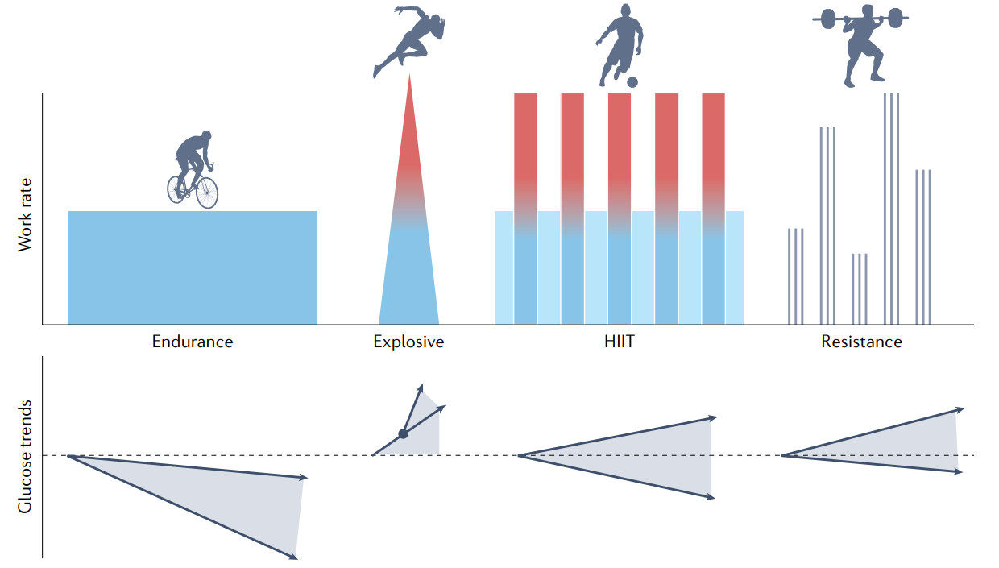 Work rate
Endurance
Explosive
HIIT
Resistance
Glucose trends